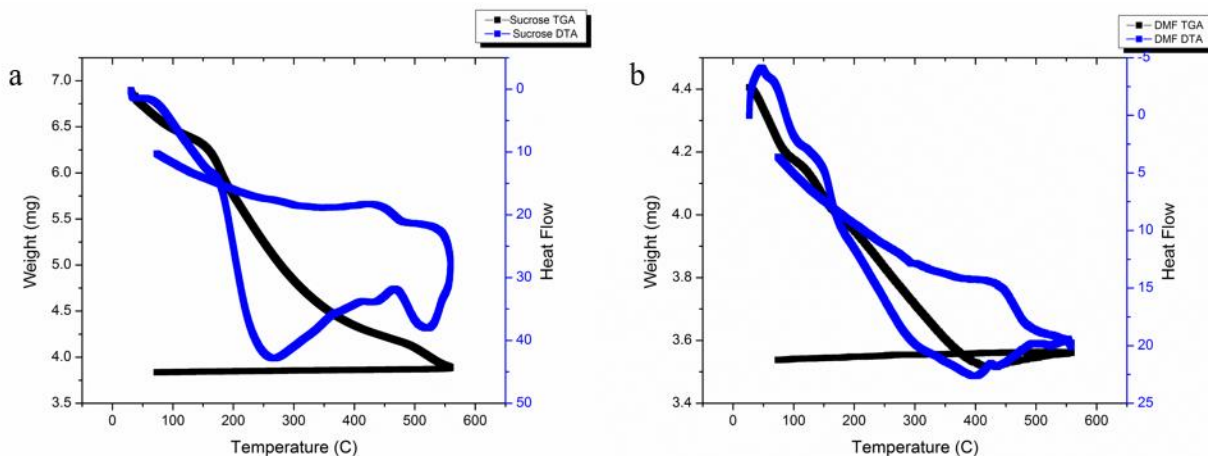 Sucrose TGA
Sucrose DTA
a
7.0
6.5
6.0
5.5
5.0
4.5
4.0
3.5
Weight (mg)
0
10
20
30
40
50
Heat Flow
0 100 200 300 400 500 600
Temperature (C)
DMF TGA
DMF DTA
b
4.4
4.2
4.0
3.8
3.6
3.4
Weight (mg)
-5
0
5
10
15
20
25
Heat Flow
0 100 200 300 400 500 600
Temperature (C)